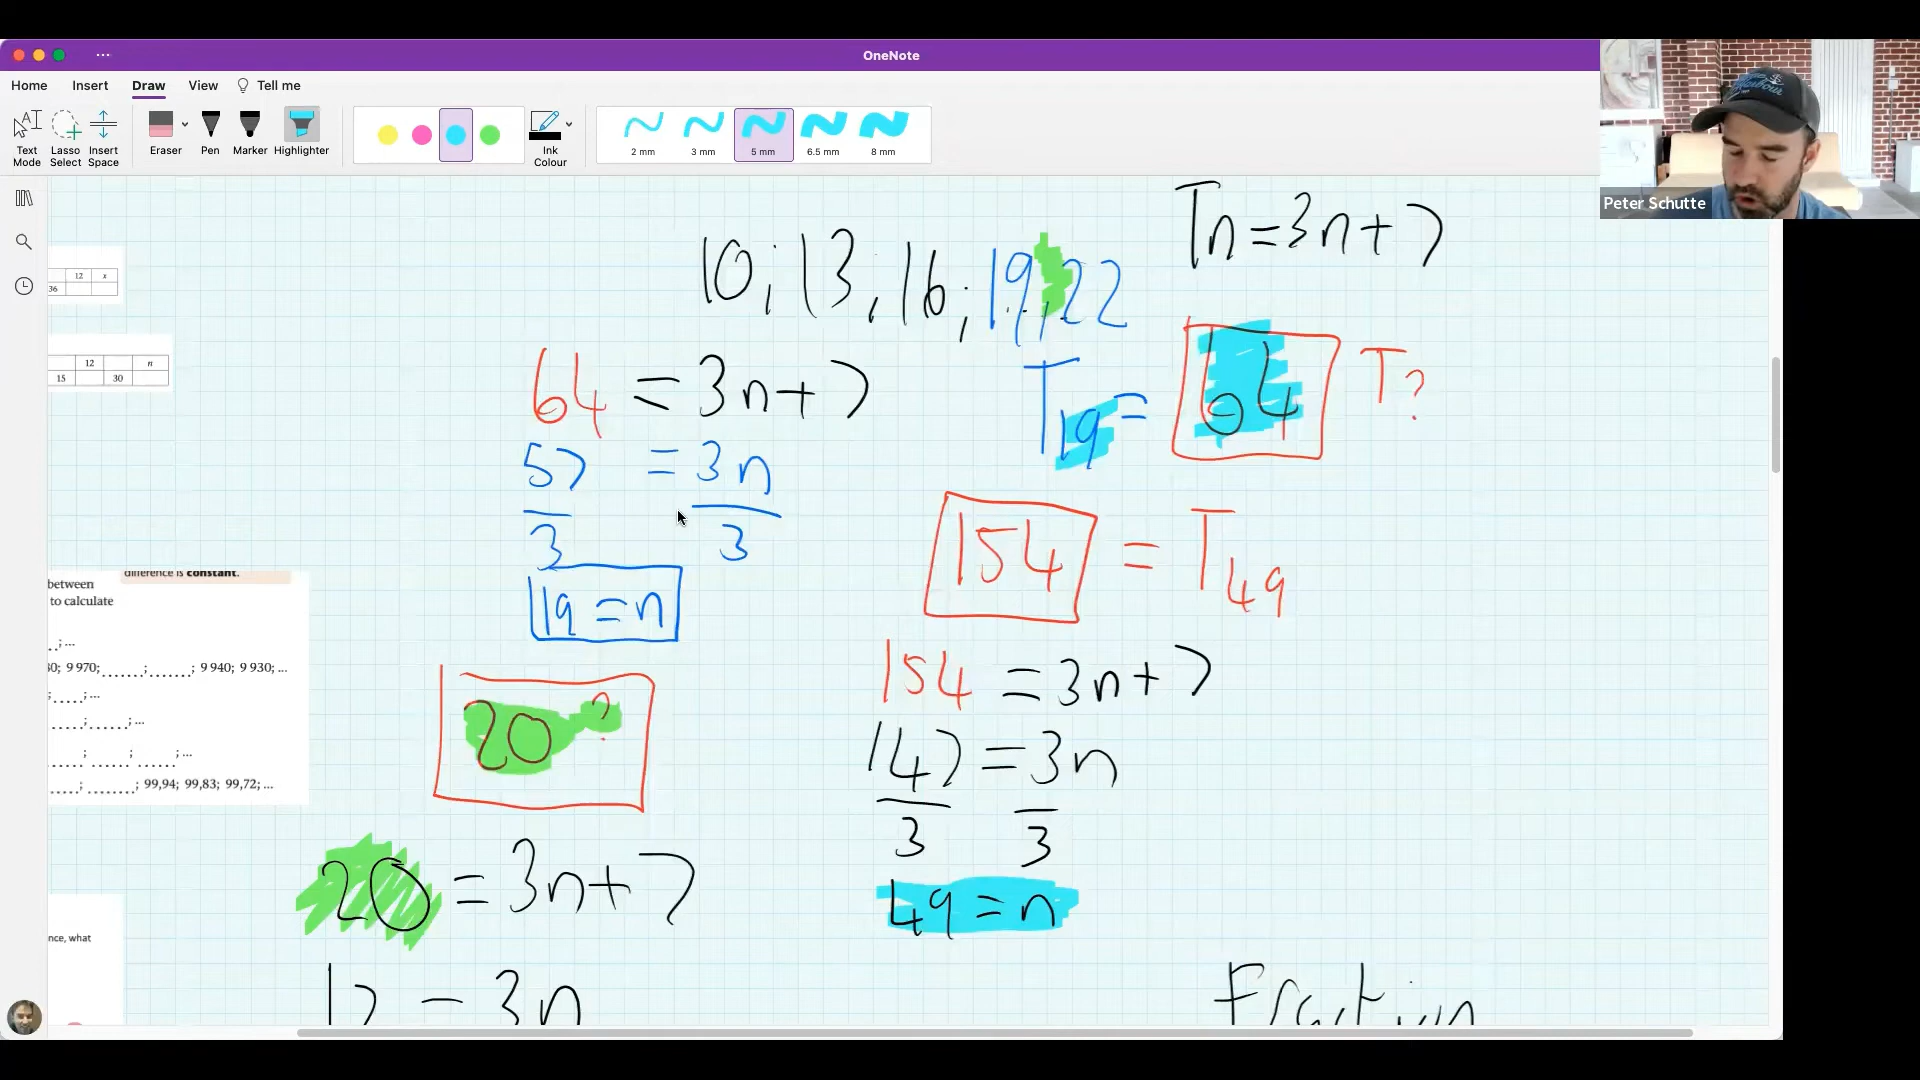 OneNote
Home Insert Draw View Tell me
Text Mode
Lasso Select
Insert Space
Eraser
Pen
Marker
Highlighter
Ink Colour
2 mm
3 mm
5 mm
6.5 mm
8 mm
Peter Schutte
Tn=3n+7
10; 13, 16; 19, 22
12 x
36
12 n
15 30
64 = 3n+7
T19 = 64 T?
57 = 3n
3 3
19 = n
154 = T49
difference is constant.
between
to calculate
.; ...
; 9 970; ......; ......; 9 940; 9 930; ...
; .....; ...
......; ......; ...
...... ; ...... ; ...... ; ...
......; ........; 99,94; 99,83; 99,72; ...
20 ?
154 = 3n+7
147 = 3n
3 3
49 = n
20 = 3n+7
nce, what
3n
Fraction